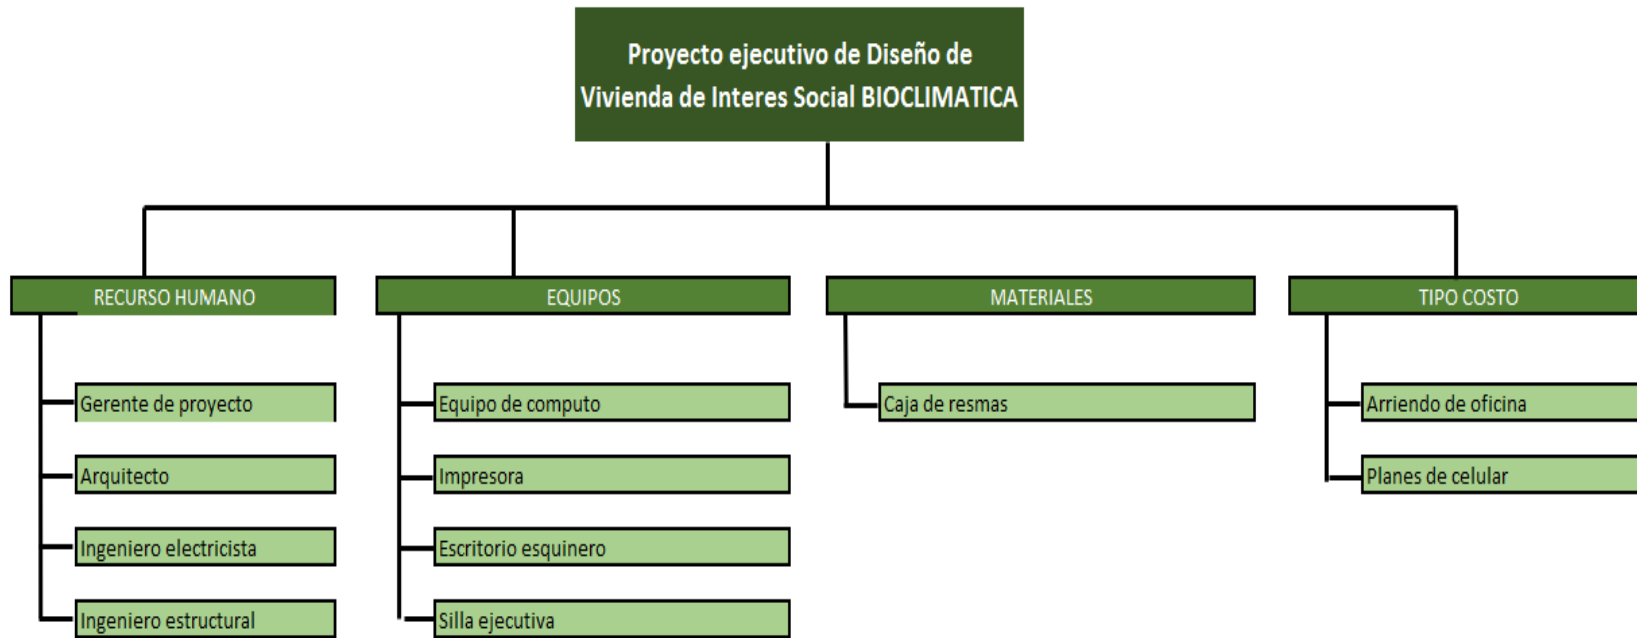 Proyecto ejecutivo de Diseño de
Vivienda de Interes Social BIOCLIMATICA
RECURSO HUMANO
Gerente de proyecto
Arquitecto
Ingeniero electricista
Ingeniero estructural
EQUIPOS
Equipo de computo
Impresora
Escritorio esquinero
Silla ejecutiva
MATERIALES
Caja de resmas
TIPO COSTO
Arriendo de oficina
Planes de celular